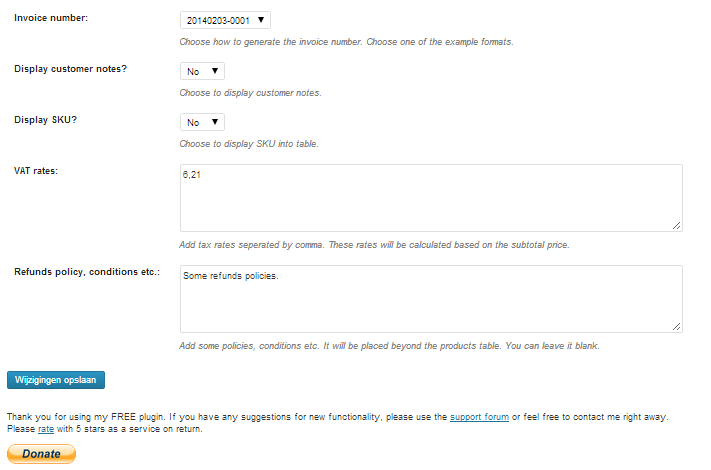 Invoice number:
20140203-0001
Choose how to generate the invoice number. Choose one of the example formats.
Display customer notes?
No
Choose to display customer notes.
Display SKU?
No
Choose to display SKU into table.
VAT rates:
6,21
Add tax rates seperated by comma. These rates will be calculated based on the subtotal price.
Refunds policy, conditions etc.:
Some refunds policies.
Add some policies, conditions etc. It will be placed beyond the products table. You can leave it blank.
Wijzigingen opslaan
Thank you for using my FREE plugin. If you have any suggestions for new functionality, please use the support forum or feel free to contact me right away.
Please rate with 5 stars as a service on return.
Donate